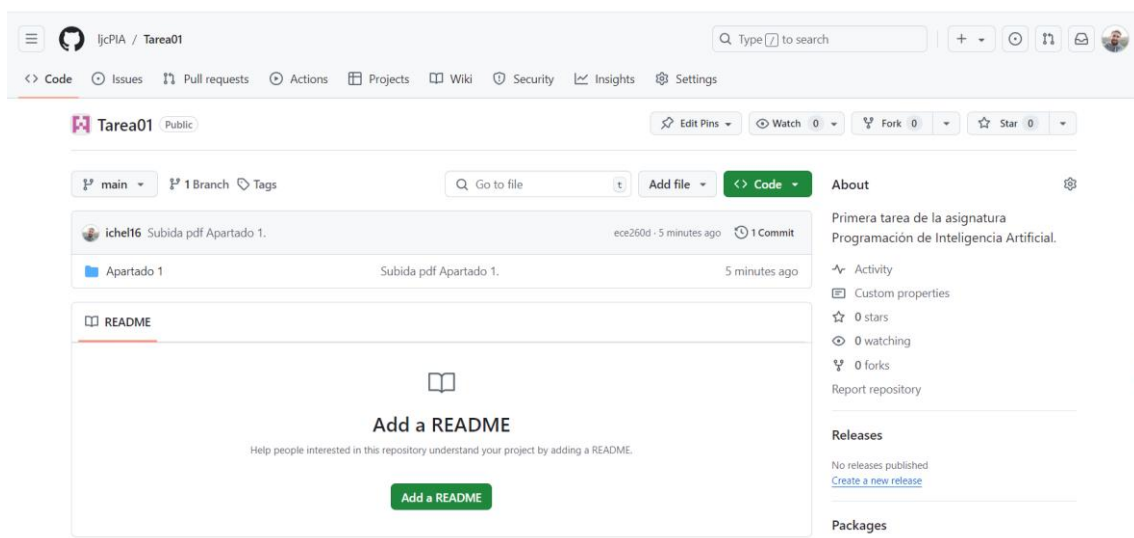 ljcPIA / Tarea01
Type / to search
Code Issues Pull requests Actions Projects Wiki Security Insights Settings
Tarea01 Public
Edit Pins Watch 0 Fork 0 Star 0
main 1 Branch Tags
Go to file t Add file Code
ichel16 Subida pdf Apartado 1. ece260d · 5 minutes ago 1 Commit
Apartado 1 Subida pdf Apartado 1. 5 minutes ago
README
Add a README
Help people interested in this repository understand your project by adding a README.
Add a README
About
Primera tarea de la asignatura
Programación de Inteligencia Artificial.
Activity
Custom properties
0 stars
0 watching
0 forks
Report repository
Releases
No releases published
Create a new release
Packages